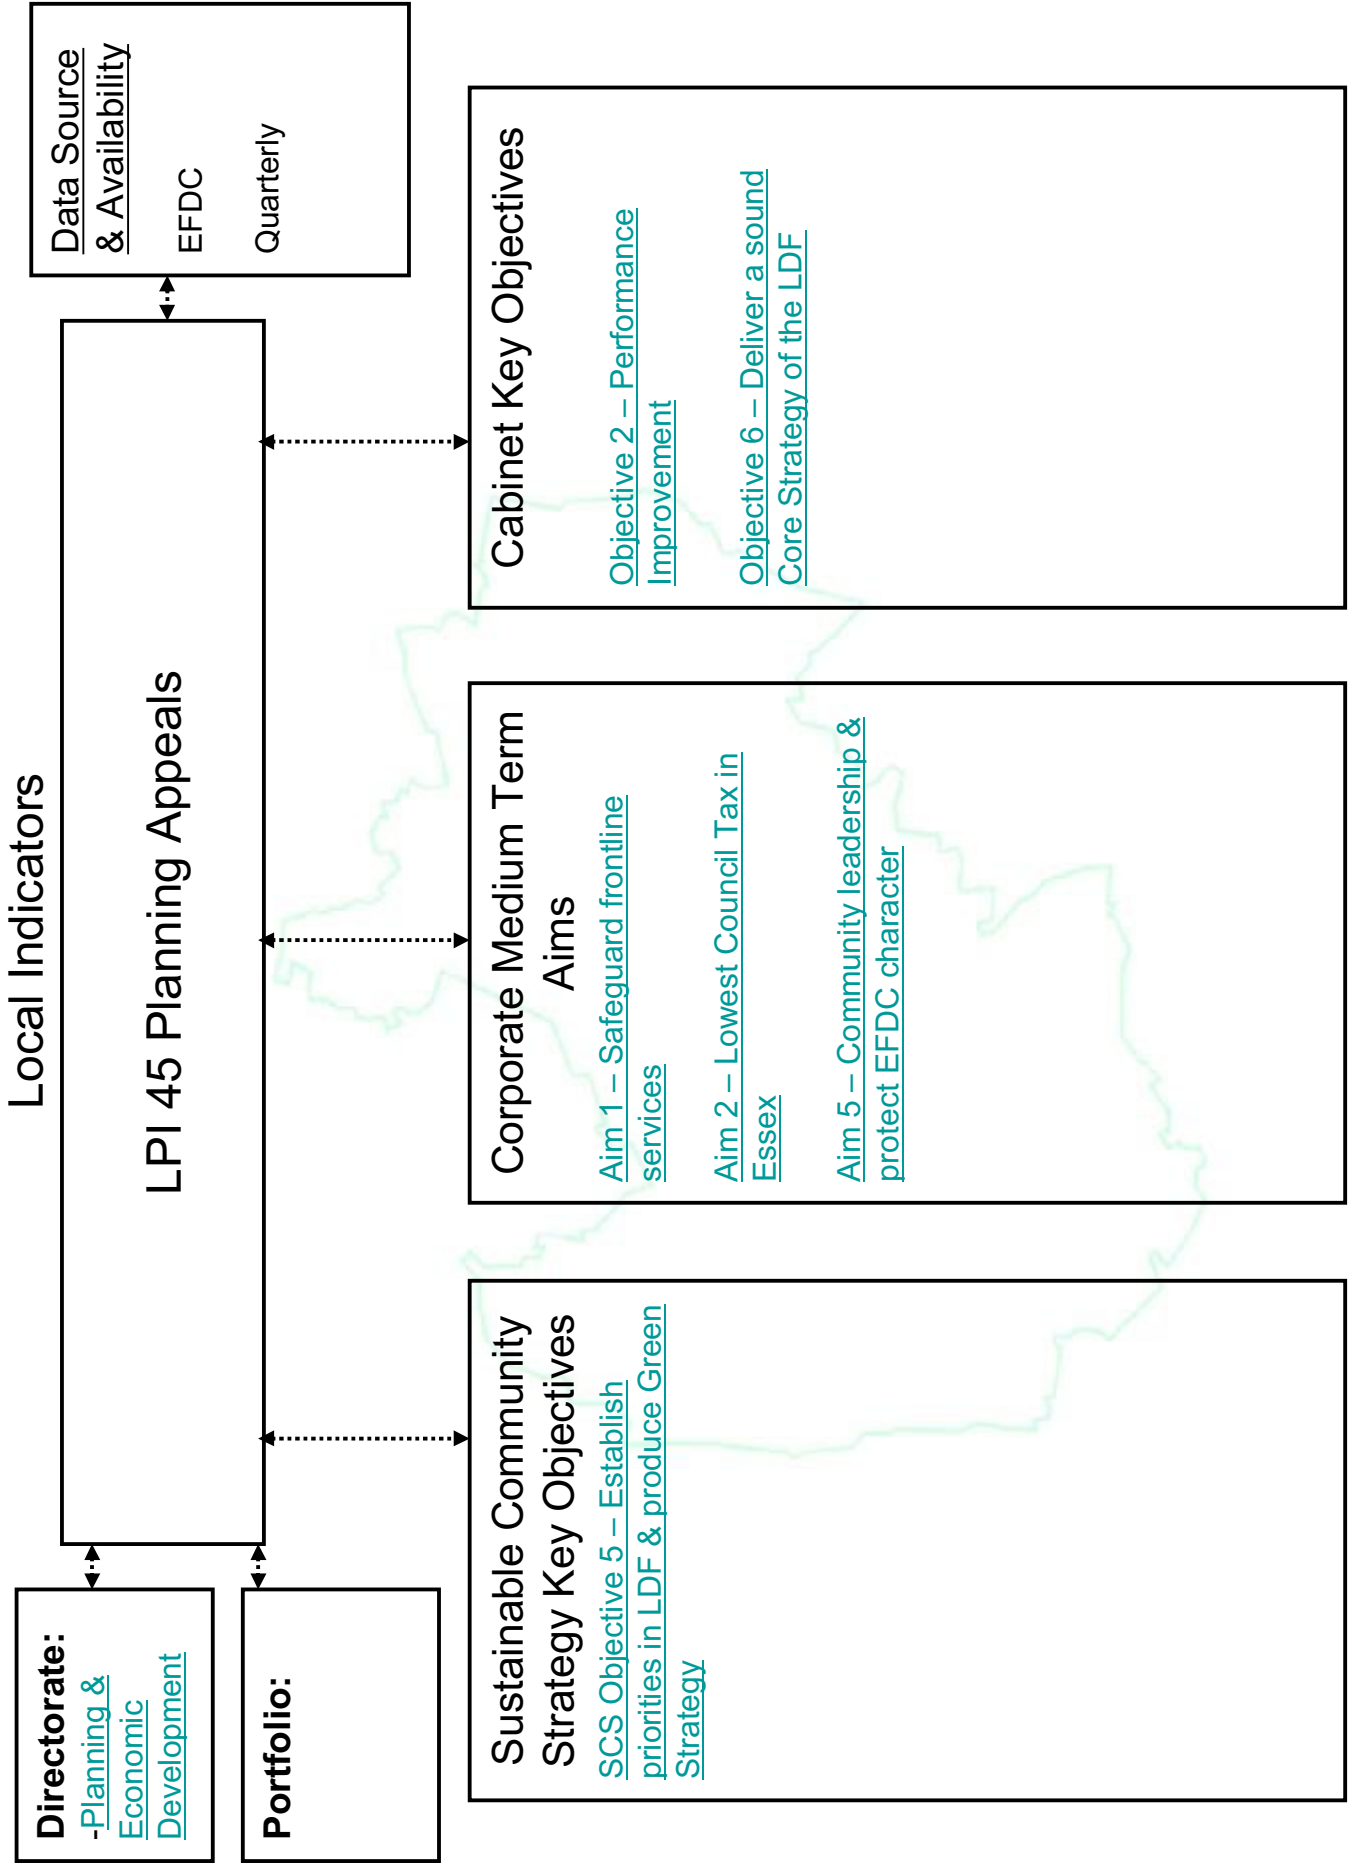 Local Indicators
Directorate:
-Planning &
Economic
Development
Portfolio:
LPI 45 Planning Appeals
Data Source
& Availability
EFDC
Quarterly
Sustainable Community
Strategy Key Objectives
SCS Objective 5 – Establish
priorities in LDF & produce Green
Strategy
Corporate Medium Term
Aims
Aim 1 – Safeguard frontline
services
Aim 2 – Lowest Council Tax in
Essex
Aim 5 – Community leadership &
protect EFDC character
Cabinet Key Objectives
Objective 2 – Performance
Improvement
Objective 6 – Deliver a sound
Core Strategy of the LDF